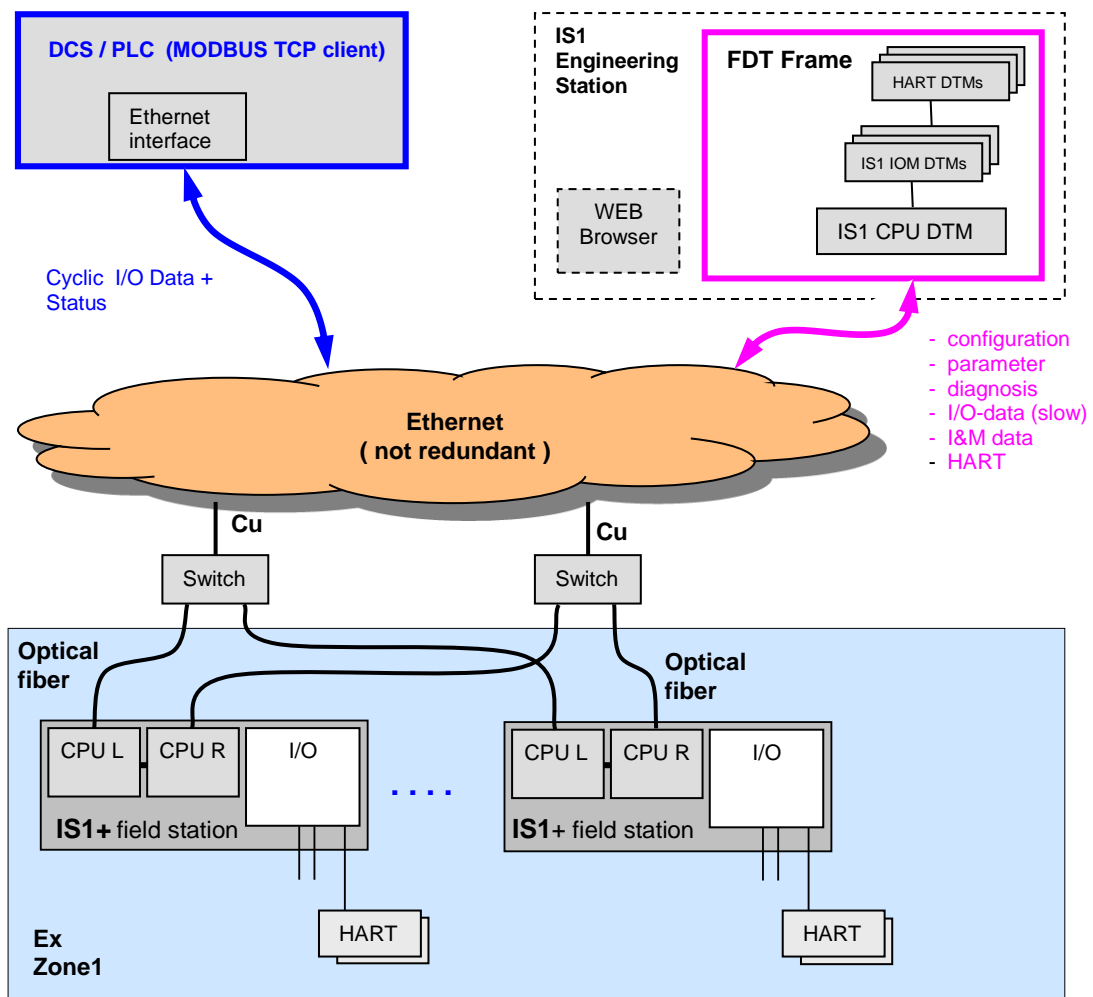 DCS / PLC  (MODBUS TCP client)
Ethernet
interface
Cyclic  I/O Data +
Status
IS1
Engineering
Station
FDT Frame
HART DTMs
IS1 IOM DTMs
IS1 CPU DTM
WEB
Browser
-  configuration
-  parameter
-  diagnosis
-  I/O-data (slow)
-  I&M data
-  HART
Ethernet
( not redundant )
Cu
Cu
Switch
Switch
Optical
fiber
Optical
fiber
CPU L
CPU R
I/O
IS1+ field station
. . . .
CPU L
CPU R
I/O
IS1+ field station
HART
HART
Ex
Zone1